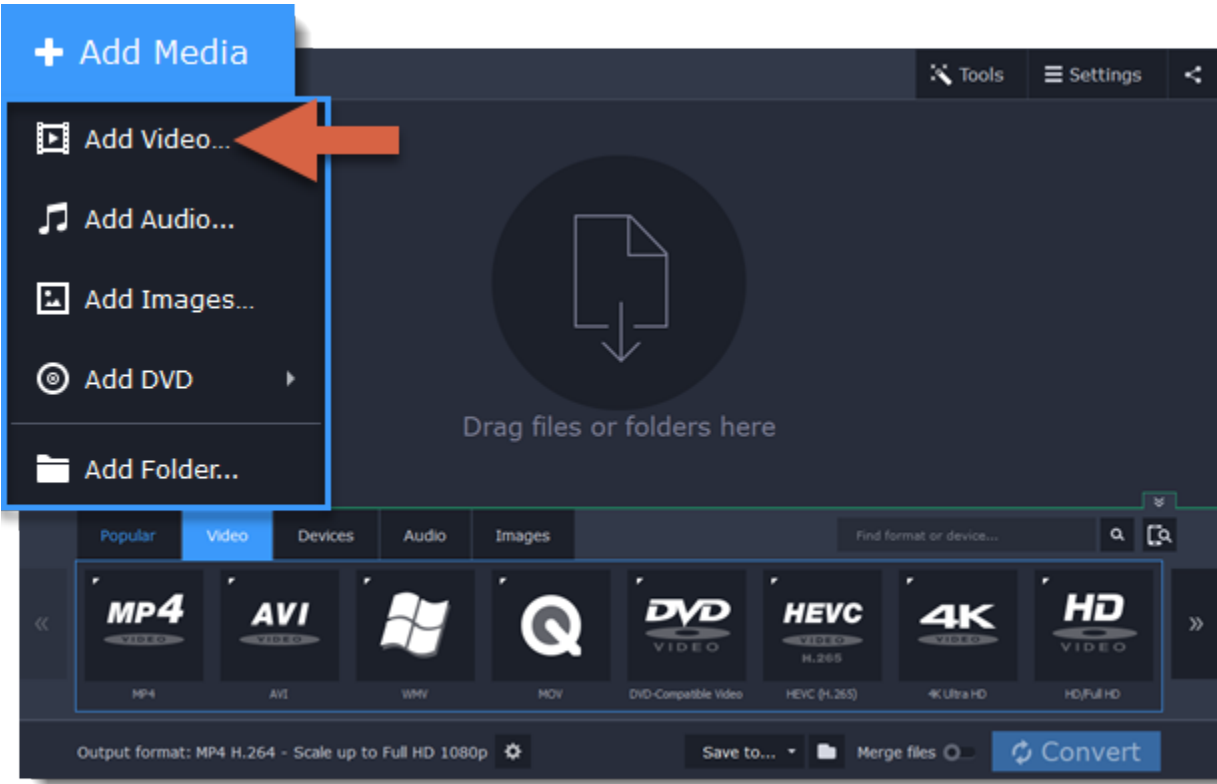 Add Media
Tools
Settings
Add Video...
Add Audio...
Add Images...
Add DVD
Add Folder...
Drag files or folders here
Popular
Video
Devices
Audio
Images
Find format or device...
MP4
VIDEO
AVI
VIDEO
DVD
VIDEO
HEVC
VIDEO
H.265
4K
VIDEO
HD
VIDEO
MP4
AVI
WMV
MOV
DVD-Compatible Video
HEVC (H.265)
4K Ultra HD
HD/Full HD
Output format: MP4 H.264 - Scale up to Full HD 1080p
Save to...
Merge files
Convert